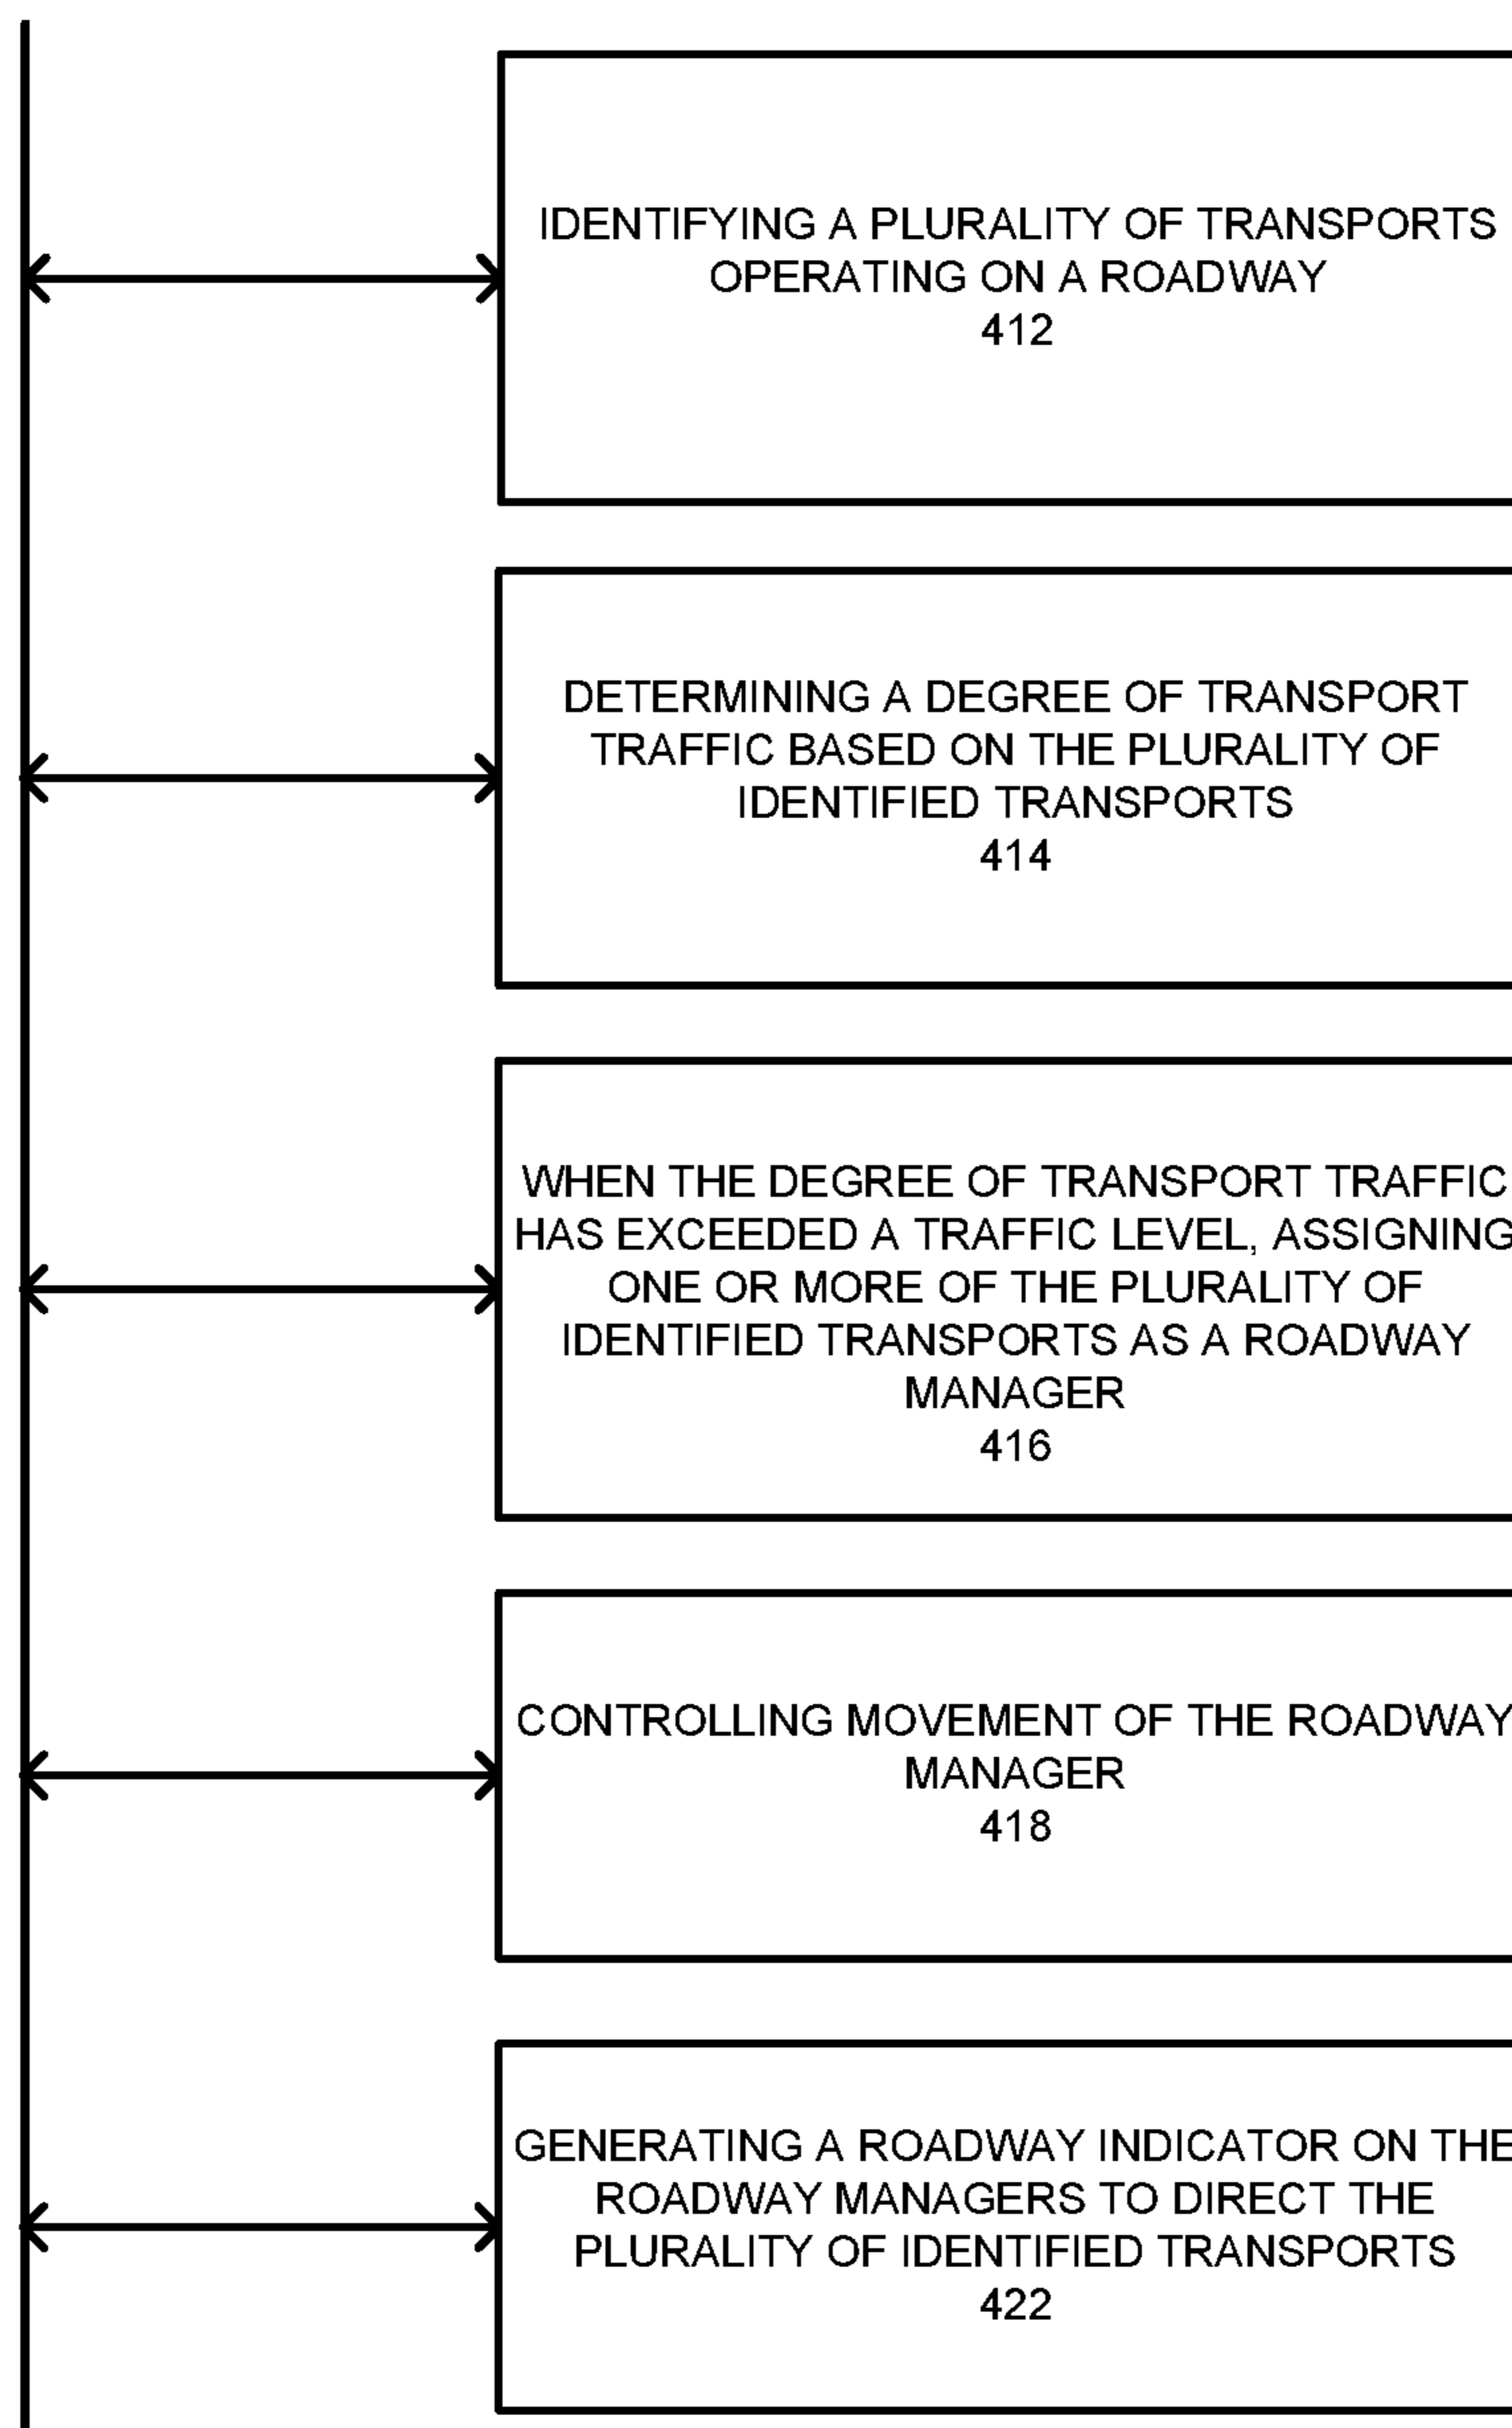 IDENTIFYING A PLURALITY OF TRANSPORTS
OPERATING ON A ROADWAY
412
DETERMINING A DEGREE OF TRANSPORT
TRAFFIC BASED ON THE PLURALITY OF
IDENTIFIED TRANSPORTS
414
WHEN THE DEGREE OF TRANSPORT TRAFFIC
HAS EXCEEDED A TRAFFIC LEVEL, ASSIGNING
ONE OR MORE OF THE PLURALITY OF
IDENTIFIED TRANSPORTS AS A ROADWAY
MANAGER
416
CONTROLLING MOVEMENT OF THE ROADWAY
MANAGER
418
GENERATING A ROADWAY INDICATOR ON THE
ROADWAY MANAGERS TO DIRECT THE
PLURALITY OF IDENTIFIED TRANSPORTS
422